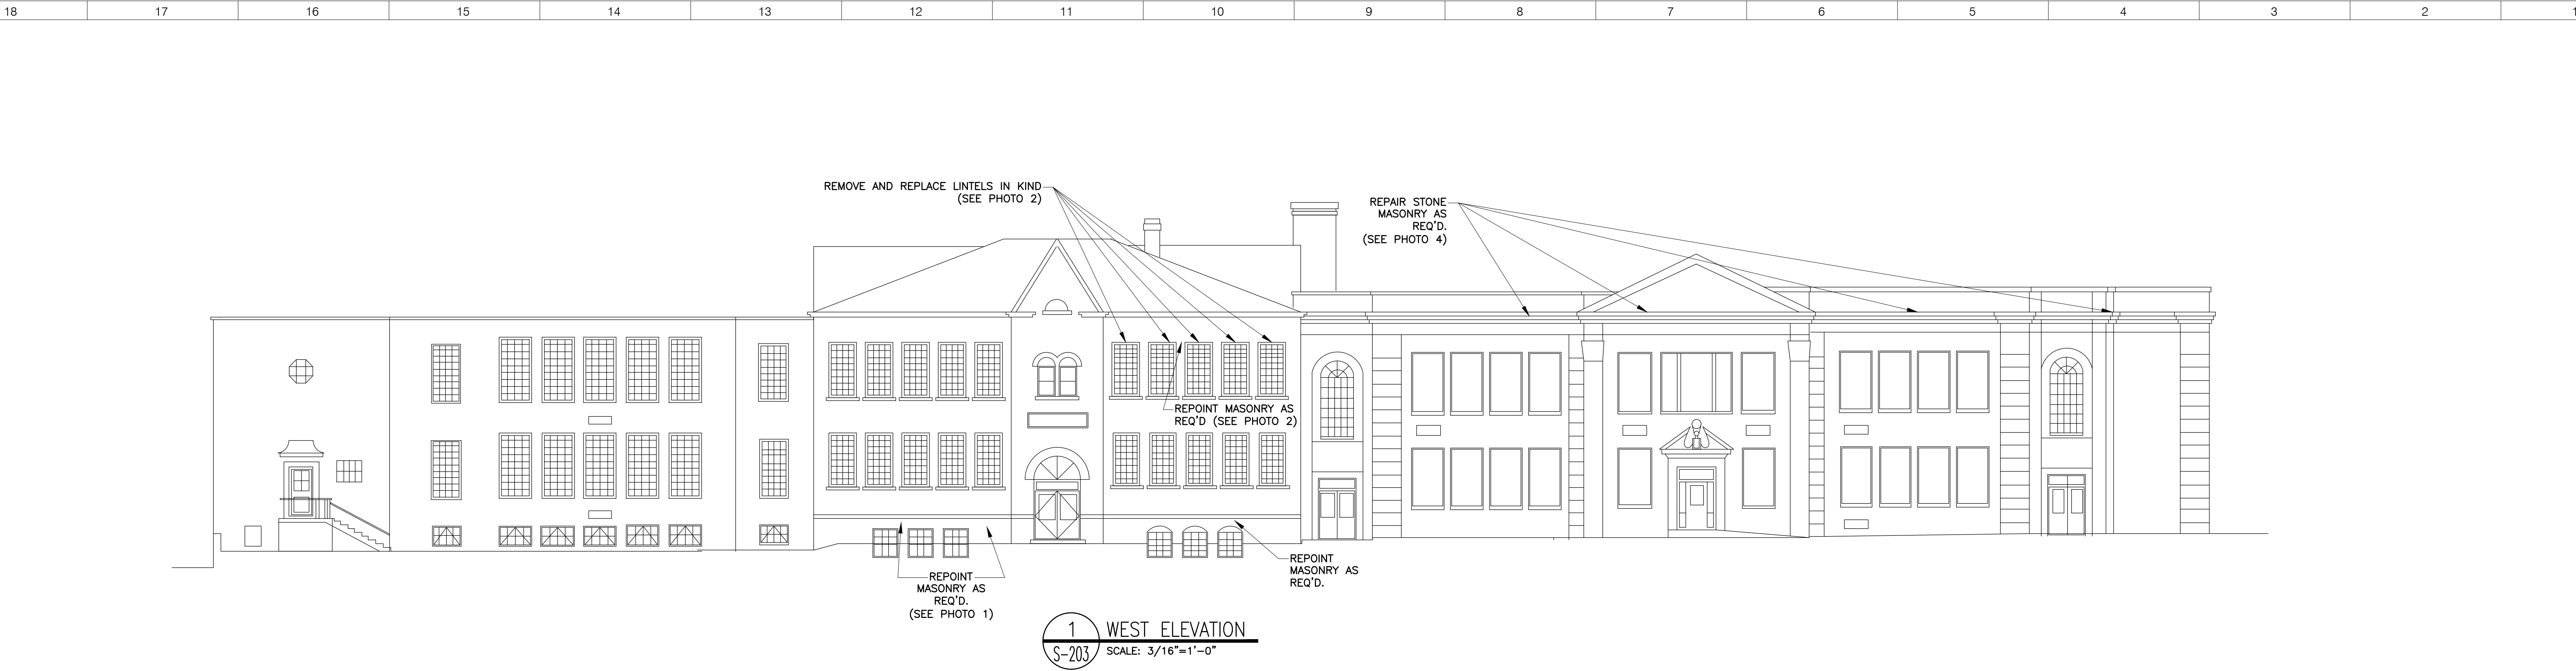 18 17 16 15 14 13 12 11 10 9 8 7 6 5 4 3 2 1
REMOVE AND REPLACE LINTELS IN KIND
(SEE PHOTO 2)
REPAIR STONE
MASONRY AS
REQ'D.
(SEE PHOTO 4)
REPOINT MASONRY AS
REQ'D (SEE PHOTO 2)
REPOINT
MASONRY AS
REQ'D.
REPOINT
MASONRY AS
REQ'D.
(SEE PHOTO 1)
1
S-203
WEST ELEVATION
SCALE: 3/16"=1'-0"